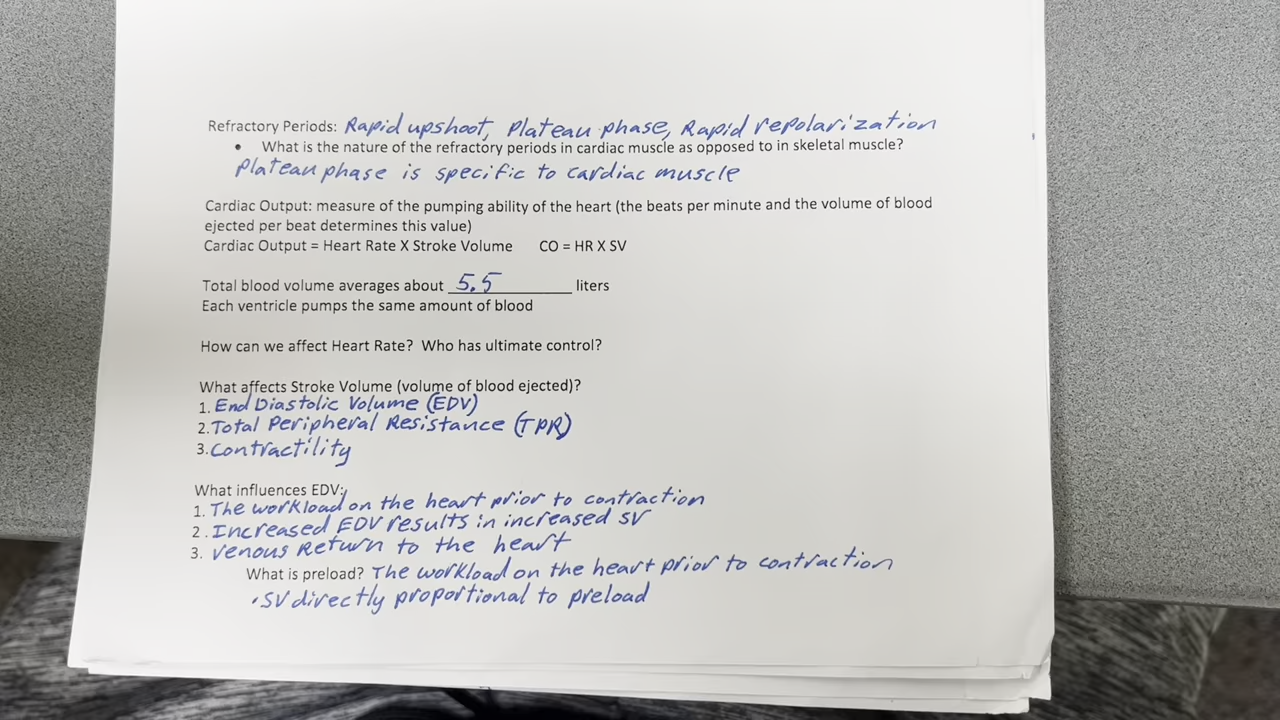 Refractory Periods: Rapid upshoot, Plateau phase, Rapid repolarization
• What is the nature of the refractory periods in cardiac muscle as opposed to in skeletal muscle?
Plateau phase is specific to cardiac muscle
Cardiac Output: measure of the pumping ability of the heart (the beats per minute and the volume of blood
ejected per beat determines this value)
Cardiac Output = Heart Rate X Stroke Volume CO = HR X SV
Total blood volume averages about 5.5 liters
Each ventricle pumps the same amount of blood
How can we affect Heart Rate? Who has ultimate control?
What affects Stroke Volume (volume of blood ejected)?
1. End Diastolic Volume (EDV)
2. Total Peripheral Resistance (TPR)
3. Contractility
What influences EDV:
1. The workload on the heart prior to contraction
2. Increased EDV results in increased SV
3. Venous Return to the heart
What is preload? The workload on the heart prior to contraction
• SV directly proportional to preload